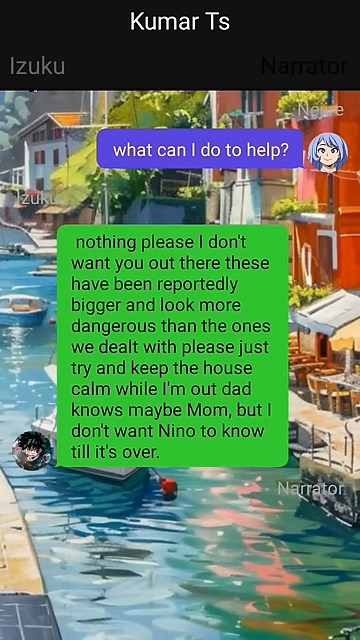 Kumar Ts
Izuku
Narrator
Nejire
what can I do to help?
Izuku
nothing please I don't
want you out there these
have been reportedly
bigger and look more
dangerous than the ones
we dealt with please just
try and keep the house
calm while I'm out dad
knows maybe Mom, but I
don't want Nino to know
till it's over.
Narrator